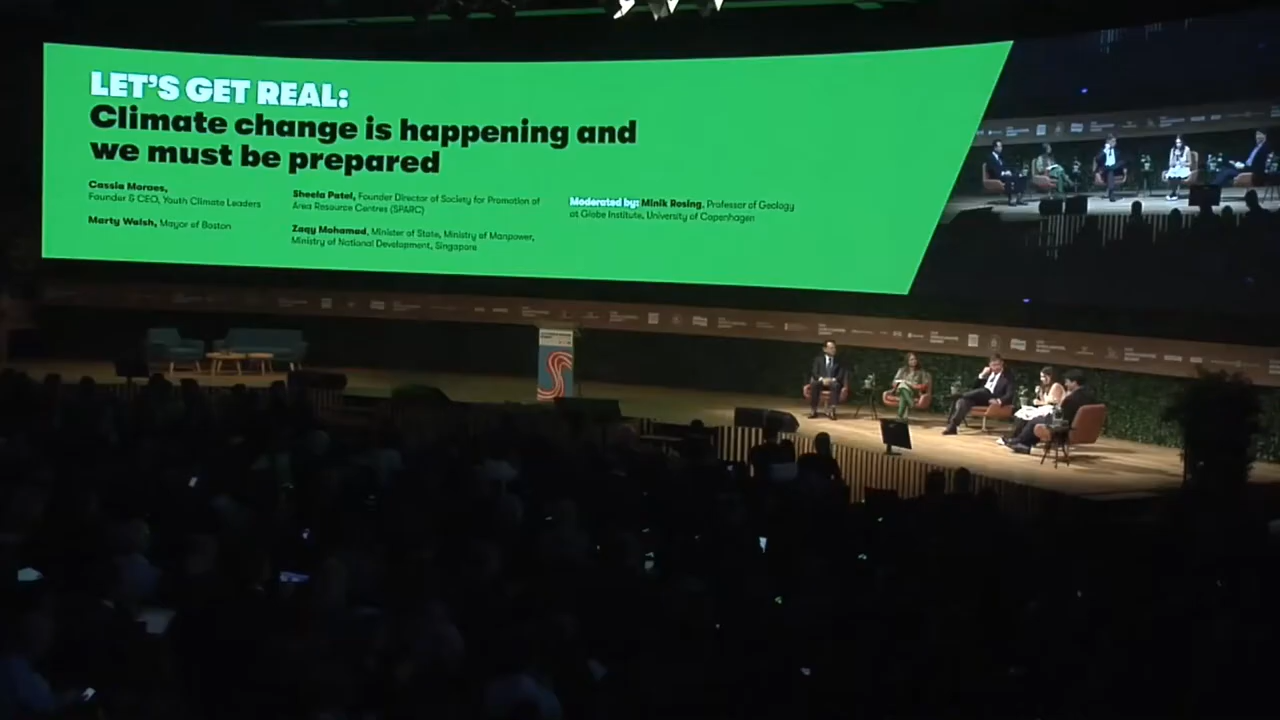 LET'S GET REAL:
Climate change is happening and
we must be prepared
Cassia Moraes,
Founder & CEO, Youth Climate Leaders
Marty Walsh, Mayor of Boston
Sheela Patel, Founder Director of Society for Promotion of
Area Resource Centres (SPARC)
Zaqy Mohamad, Minister of State, Ministry of Manpower,
Ministry of National Development, Singapore
Moderated by: Minik Rosing, Professor of Geology
at Globe Institute, University of Copenhagen